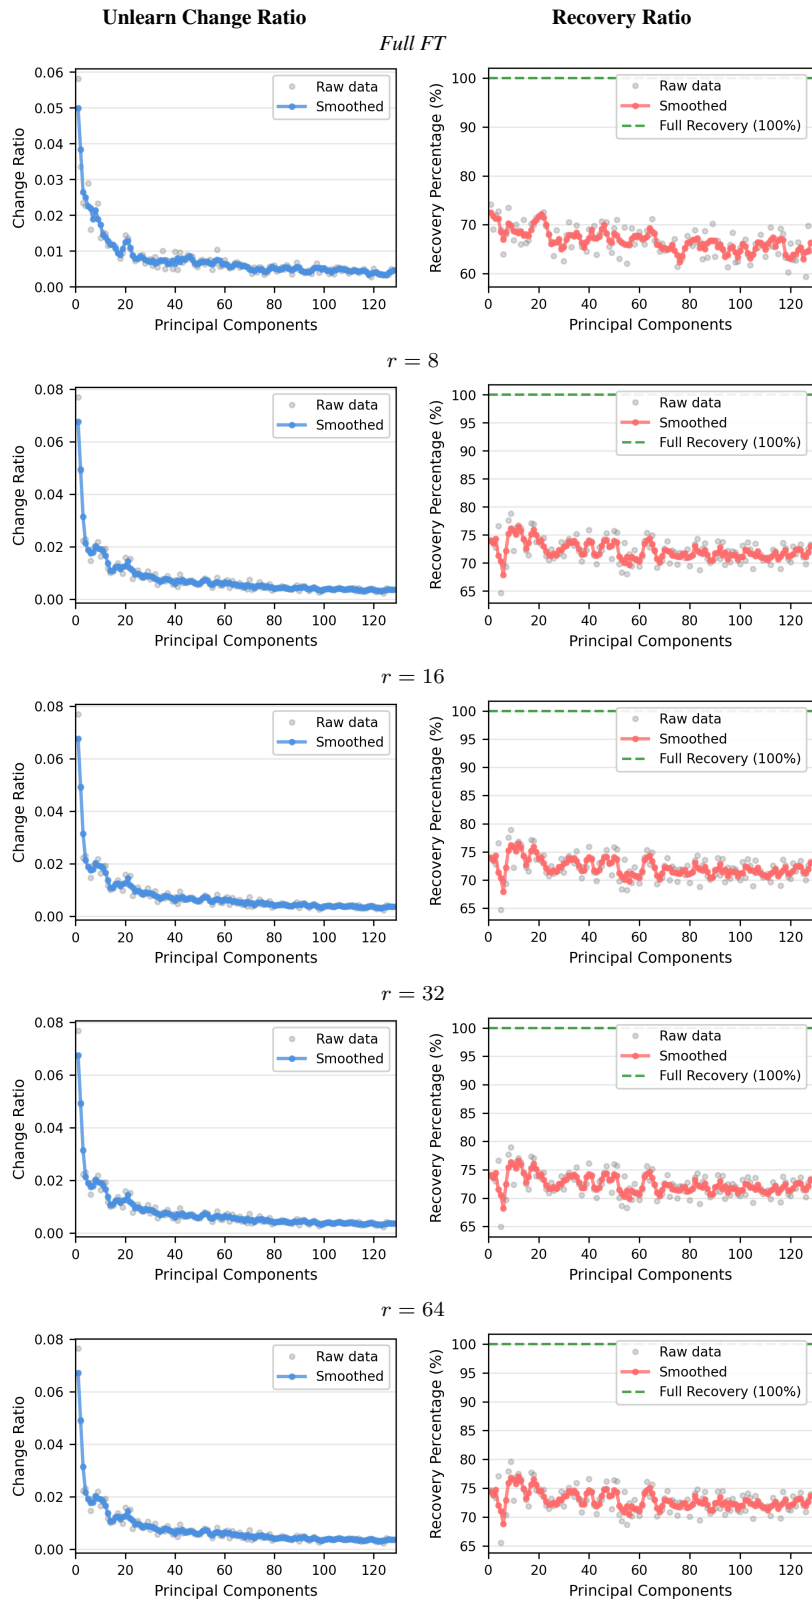 Unlearn Change Ratio
Recovery Ratio
Full FT
0.06
0.05
0.04
0.03
0.02
0.01
0.00
Change Ratio
Raw data
Smoothed
0 20 40 60 80 100 120
Principal Components
100
90
80
70
60
Recovery Percentage (%)
Raw data
Smoothed
Full Recovery (100%)
0 20 40 60 80 100 120
Principal Components
r = 8
0.08
0.06
0.04
0.02
0.00
Change Ratio
Raw data
Smoothed
0 20 40 60 80 100 120
Principal Components
100
95
90
85
80
75
70
65
Recovery Percentage (%)
Raw data
Smoothed
Full Recovery (100%)
0 20 40 60 80 100 120
Principal Components
r = 16
0.08
0.06
0.04
0.02
0.00
Change Ratio
Raw data
Smoothed
0 20 40 60 80 100 120
Principal Components
100
95
90
85
80
75
70
65
Recovery Percentage (%)
Raw data
Smoothed
Full Recovery (100%)
0 20 40 60 80 100 120
Principal Components
r = 32
0.08
0.06
0.04
0.02
0.00
Change Ratio
Raw data
Smoothed
0 20 40 60 80 100 120
Principal Components
100
95
90
85
80
75
70
65
Recovery Percentage (%)
Raw data
Smoothed
Full Recovery (100%)
0 20 40 60 80 100 120
Principal Components
r = 64
0.08
0.06
0.04
0.02
0.00
Change Ratio
Raw data
Smoothed
0 20 40 60 80 100 120
Principal Components
100
95
90
85
80
75
70
65
Recovery Percentage (%)
Raw data
Smoothed
Full Recovery (100%)
0 20 40 60 80 100 120
Principal Components